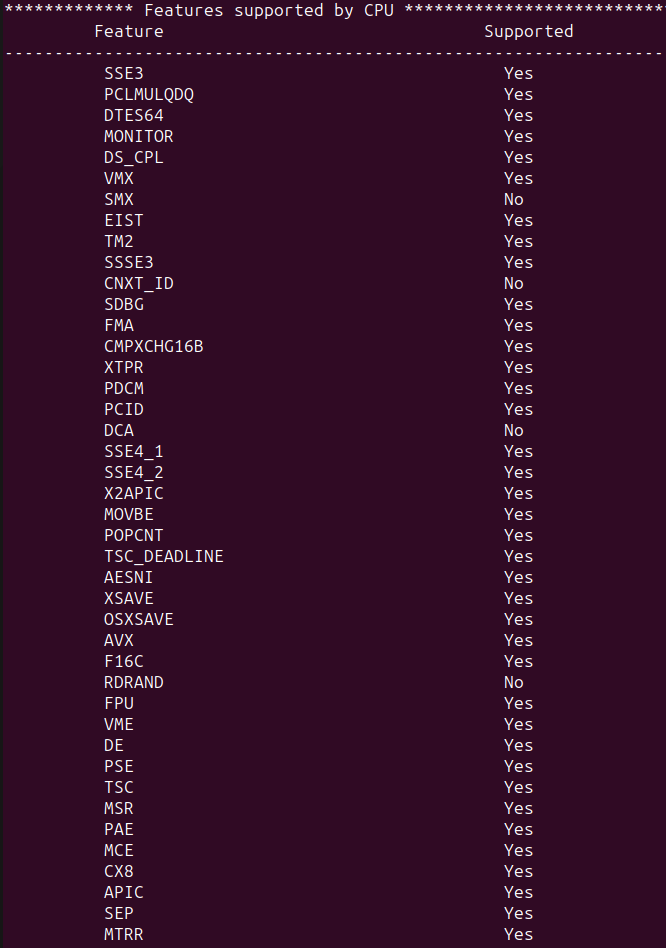 ************* Features supported by CPU **************************
Feature Supported
------------------------------------------------------------------
SSE3 Yes
PCLMULQDQ Yes
DTES64 Yes
MONITOR Yes
DS_CPL Yes
VMX Yes
SMX No
EIST Yes
TM2 Yes
SSSE3 Yes
CNXT_ID No
SDBG Yes
FMA Yes
CMPXCHG16B Yes
XTPR Yes
PDCM Yes
PCID Yes
DCA No
SSE4_1 Yes
SSE4_2 Yes
X2APIC Yes
MOVBE Yes
POPCNT Yes
TSC_DEADLINE Yes
AESNI Yes
XSAVE Yes
OSXSAVE Yes
AVX Yes
F16C Yes
RDRAND No
FPU Yes
VME Yes
DE Yes
PSE Yes
TSC Yes
MSR Yes
PAE Yes
MCE Yes
CX8 Yes
APIC Yes
SEP Yes
MTRR Yes